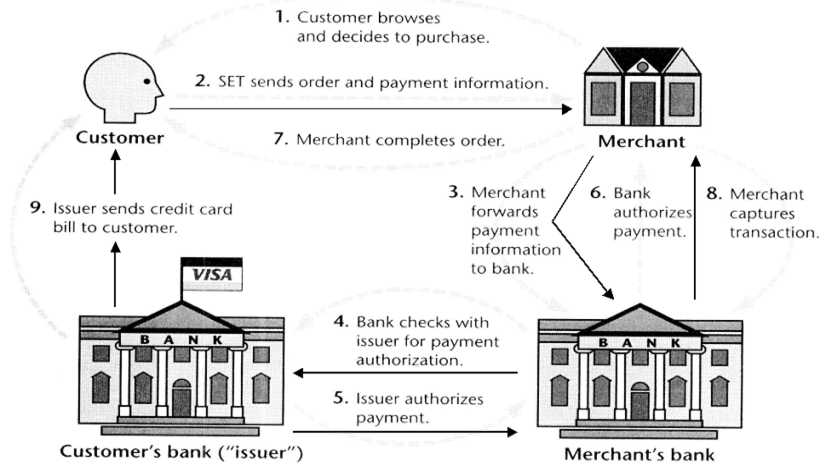 1. Customer browses
and decides to purchase.
2. SET sends order and payment information.
Customer
7. Merchant completes order.
Merchant
3. Merchant
forwards
payment
information
to bank.
6. Bank
authorizes
payment.
8. Merchant
captures
transaction.
9. Issuer sends credit card
bill to customer.
VISA
BANK
4. Bank checks with
issuer for payment
authorization.
BANK
5. Issuer authorizes
payment.
Customer's bank ("issuer")
Merchant's bank